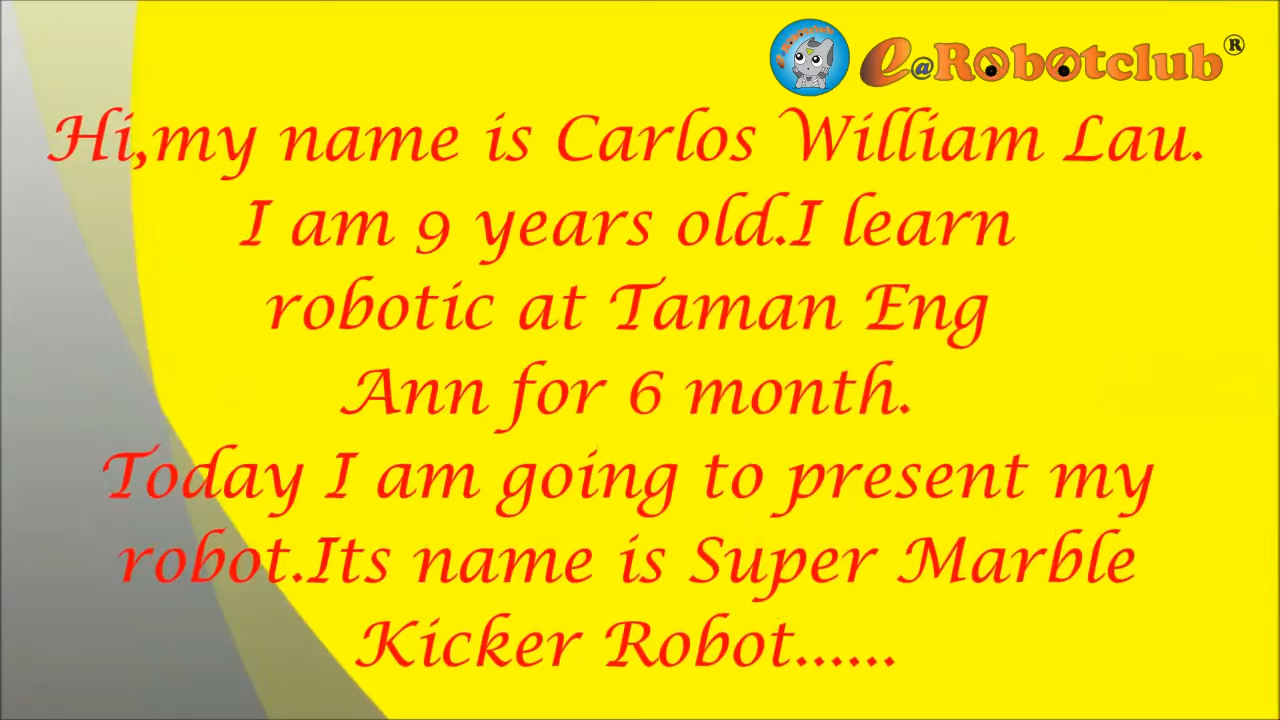 e Robotclub
e@Robotclub®
Hi,my name is Carlos William Lau.
I am 9 years old.I learn
robotic at Taman Eng
Ann for 6 month.
Today I am going to present my
robot.Its name is Super Marble
Kicker Robot......